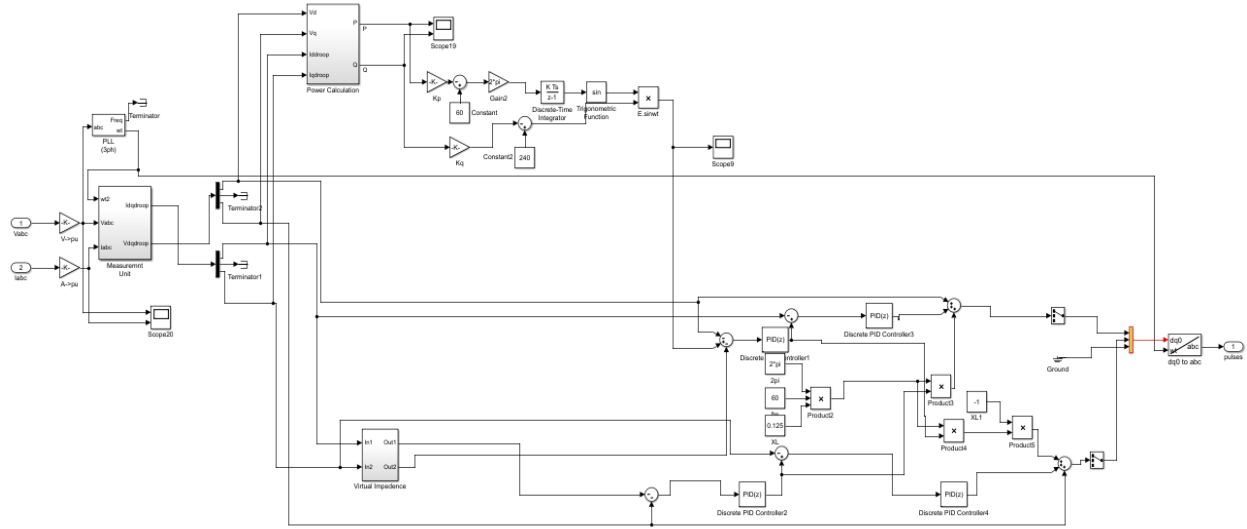 Vd
Vq
Iddroop
Iqdroop
P
Q
P
Q
Power Calculation
Scope19
-K-
Kp
60
Constant
2*pi
Gain2
K Ts
z-1
Discrete-Time
Integrator
sin
Trigonometric
Function
×
E.sinwt
-K-
Kq
Constant2
240
Scope9
Terminator
abc
Freq
wt
PLL
(3ph)
wt2
Vabc
Iabc
Idqdroop
Vdqdroop
Measuremnt
Unit
1
Vabc
-K-
V->pu
2
Iabc
-K-
A->pu
Scope20
Terminator2
Terminator1
PID(z)
Discrete PID Controller3
PID(z)
2*pi
2pi
60
0.125
XL
×
Product2
×
Product3
-1
XL1
×
Product4
×
Product5
Ground
dq0
abc
dq0 to abc
1
pulses
In1
In2
Out1
Out2
Virtual Impedence
PID(z)
Discrete PID Controller2
PID(z)
Discrete PID Controller4